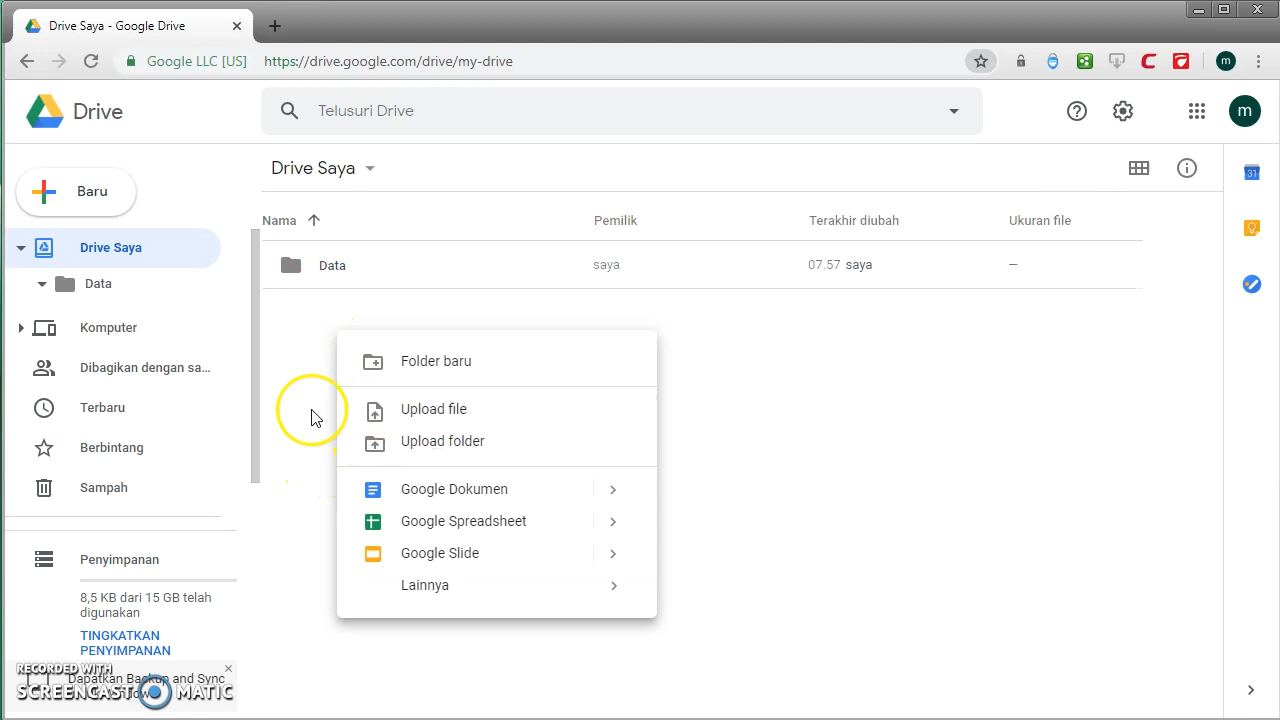 Drive Saya - Google Drive
Google LLC [US]
https://drive.google.com/drive/my-drive
m
Drive
Telusuri Drive
m
Baru
Drive Saya
Nama
Pemilik
Terakhir diubah
Ukuran file
Data
saya
07.57 saya
—
Drive Saya
Data
Komputer
Dibagikan dengan sa...
Terbaru
Berbintang
Sampah
Penyimpanan
8,5 KB dari 15 GB telah
digunakan
TINGKATKAN
PENYIMPANAN
Dapatkan Backup and Sync
RECORDED WITH
SCREENCAST MATIC
Folder baru
Upload file
Upload folder
Google Dokumen
Google Spreadsheet
Google Slide
Lainnya
31